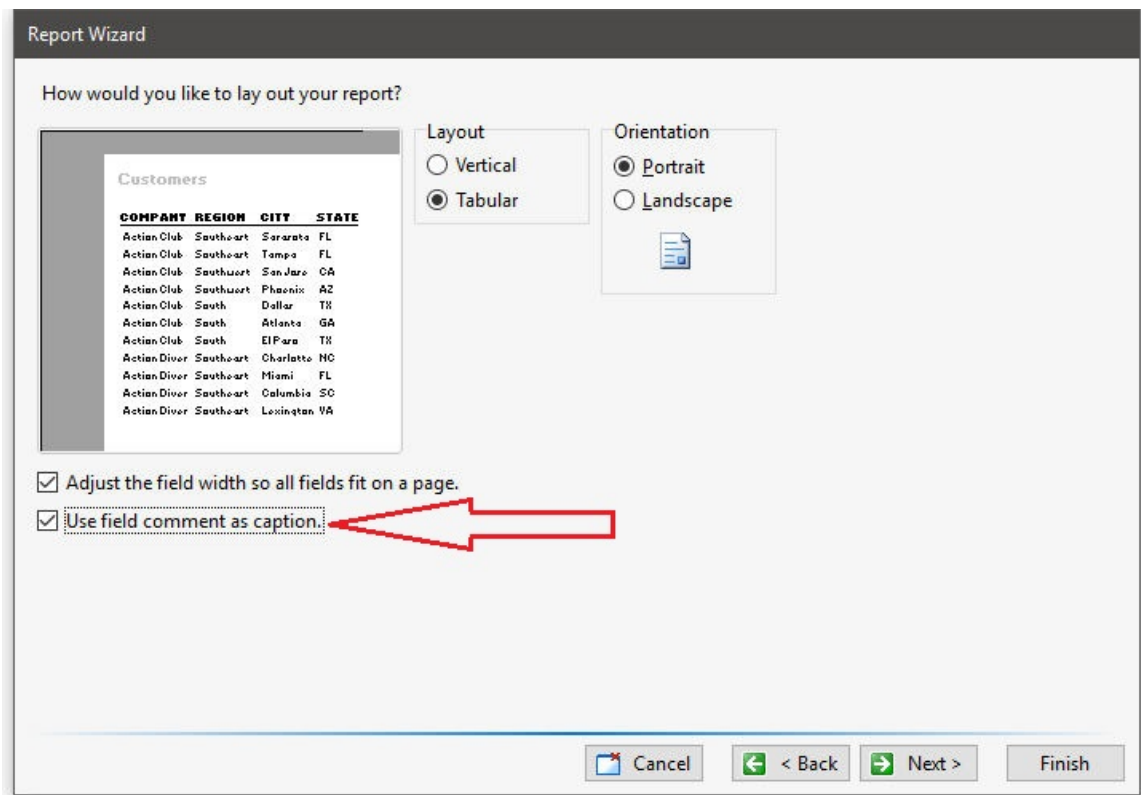 Report Wizard
How would you like to lay out your report?
Layout
Vertical
Tabular
Orientation
Portrait
Landscape
Customers
COMPANY REGION CITY STATE
Action Club Southeast Sarasota FL
Action Club Southeast Tampa FL
Action Club Southwest San Jose CA
Action Club Southwest Phoenix AZ
Action Club South Dallas TX
Action Club South Atlanta GA
Action Club South El Paso TX
Action Diver Southeast Charlotte NC
Action Diver Southeast Miami FL
Action Diver Southeast Columbia SC
Action Diver Southeast Lexington VA
Adjust the field width so all fields fit on a page.
Use field comment as caption.
Cancel
< Back
Next >
Finish